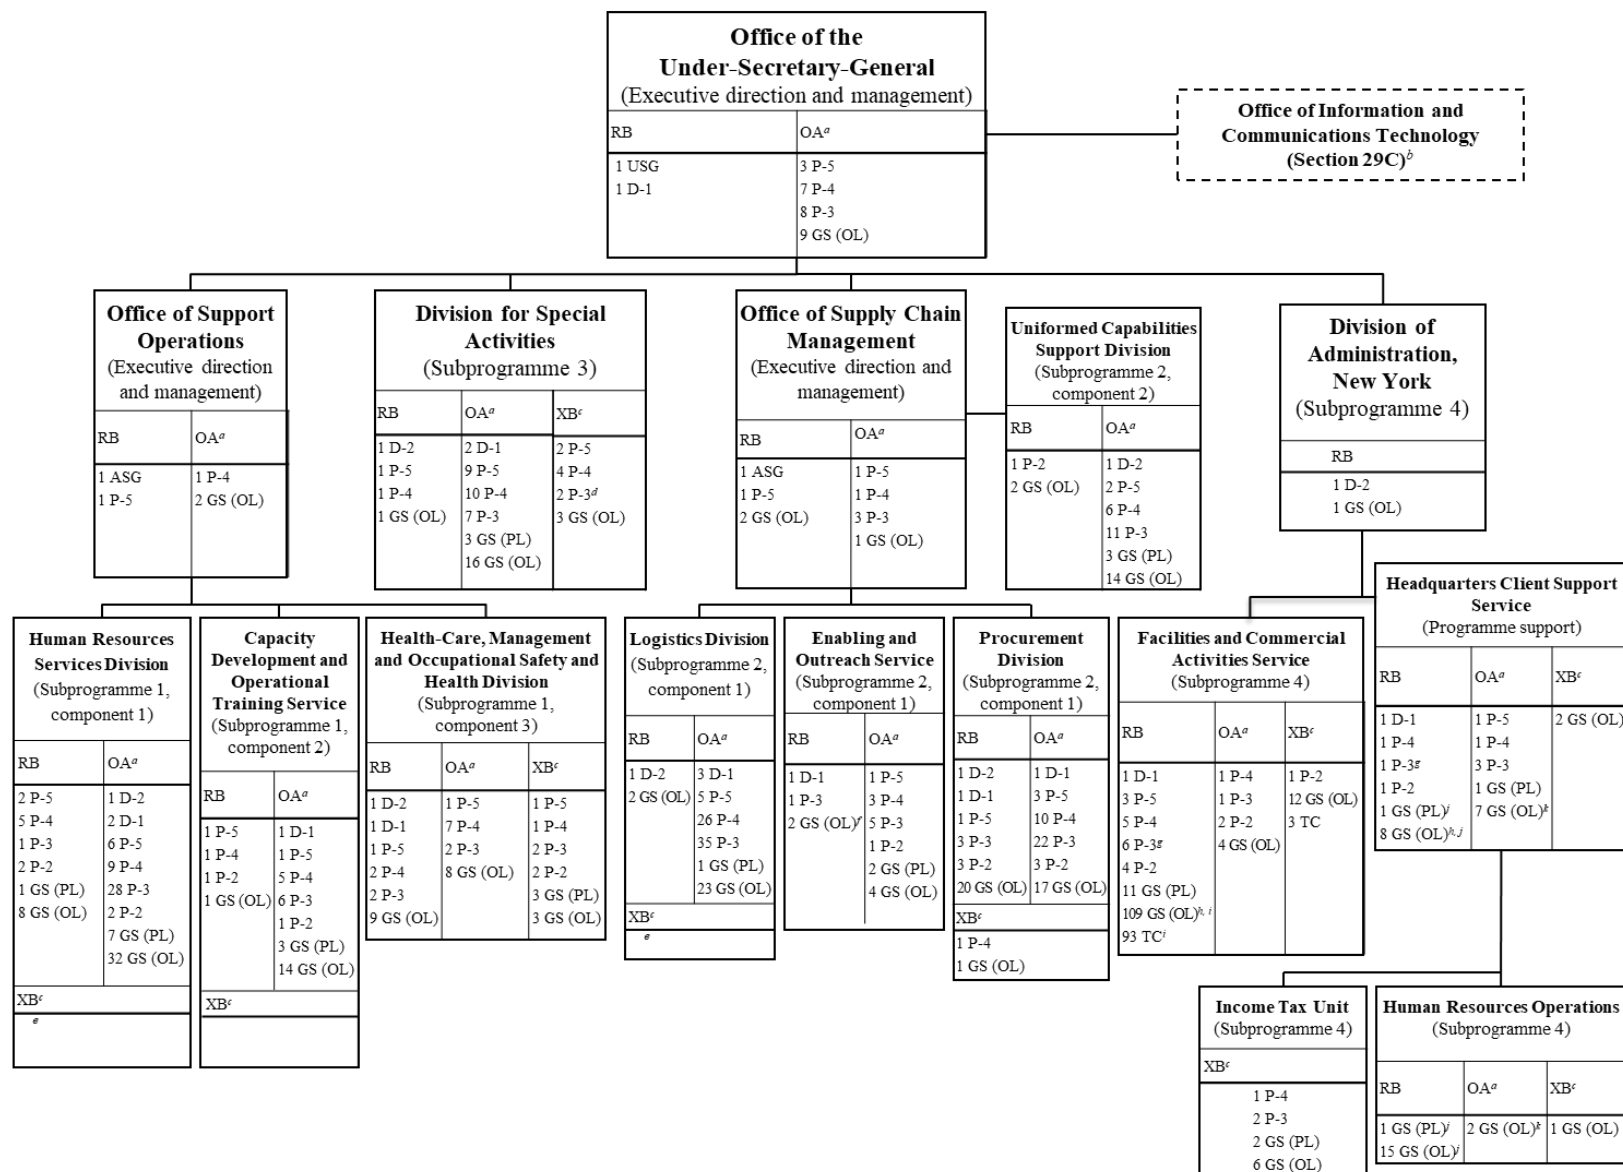 Office of the
Under-Secretary-General
(Executive direction and management)
RB
OAᵃ
1 USG
1 D-1
3 P-5
7 P-4
8 P-3
9 GS (OL)
Office of Information and
Communications Technology
(Section 29C)ᵇ
Office of Support
Operations
(Executive direction
and management)
RB
OAᵃ
1 ASG
1 P-5
1 P-4
2 GS (OL)
Division for Special
Activities
(Subprogramme 3)
RB
OAᵃ
XBᶜ
1 D-2
1 P-5
1 P-4
1 GS (OL)
2 D-1
9 P-5
10 P-4
7 P-3
3 GS (PL)
16 GS (OL)
2 P-5
4 P-4
2 P-3ᵈ
3 GS (OL)
Office of Supply Chain
Management
(Executive direction and
management)
RB
OAᵃ
1 ASG
1 P-5
2 GS (OL)
1 P-5
1 P-4
3 P-3
1 GS (OL)
Uniformed Capabilities
Support Division
(Subprogramme 2,
component 2)
RB
OAᵃ
1 P-2
2 GS (OL)
1 D-2
2 P-5
6 P-4
11 P-3
3 GS (PL)
14 GS (OL)
Division of
Administration,
New York
(Subprogramme 4)
RB
1 D-2
1 GS (OL)
Human Resources
Services Division
(Subprogramme 1,
component 1)
RB
OAᵃ
2 P-5
5 P-4
1 P-3
2 P-2
1 GS (PL)
8 GS (OL)
1 D-2
2 D-1
6 P-5
9 P-4
28 P-3
2 P-2
7 GS (PL)
32 GS (OL)
XBᶜ
e
Capacity
Development and
Operational
Training Service
(Subprogramme 1,
component 2)
RB
OAᵃ
1 P-5
1 P-4
1 P-2
1 GS (OL)
1 D-1
1 P-5
5 P-4
6 P-3
1 P-2
3 GS (PL)
14 GS (OL)
XBᶜ
Health-Care, Management
and Occupational Safety and
Health Division
(Subprogramme 1,
component 3)
RB
OAᵃ
XBᶜ
1 D-2
1 D-1
1 P-5
2 P-4
2 P-3
9 GS (OL)
1 P-5
7 P-4
2 P-3
8 GS (OL)
1 P-5
1 P-4
2 P-3
2 P-2
3 GS (PL)
3 GS (OL)
Logistics Division
(Subprogramme 2,
component 1)
RB
OAᵃ
1 D-2
2 GS (OL)
3 D-1
5 P-5
26 P-4
35 P-3
1 GS (PL)
23 GS (OL)
XBᶜ
e
Enabling and
Outreach Service
(Subprogramme 2,
component 1)
RB
OAᵃ
1 D-1
1 P-3
2 GS (OL)ᶠ
1 P-5
3 P-4
5 P-3
1 P-2
2 GS (PL)
4 GS (OL)
Procurement
Division
(Subprogramme 2,
component 1)
RB
OAᵃ
1 D-2
1 D-1
1 P-5
3 P-3
3 P-2
20 GS (OL)
1 D-1
3 P-5
10 P-4
22 P-3
3 P-2
17 GS (OL)
XBᶜ
1 P-4
1 GS (OL)
Facilities and Commercial
Activities Service
(Subprogramme 4)
RB
OAᵃ
XBᶜ
1 D-1
3 P-5
5 P-4
6 P-3ᵍ
4 P-2
11 GS (PL)
109 GS (OL)ʰ, ⁱ
93 TCⁱ
1 P-4
1 P-3
2 P-2
4 GS (OL)
1 P-2
12 GS (OL)
3 TC
Headquarters Client Support
Service
(Programme support)
RB
OAᵃ
XBᶜ
1 D-1
1 P-4
1 P-3ᵍ
1 P-2
1 GS (PL)ʲ
8 GS (OL)ʰ, ʲ
1 P-5
1 P-4
3 P-3
1 GS (PL)
7 GS (OL)ᵏ
2 GS (OL)
Income Tax Unit
(Subprogramme 4)
XBᶜ
1 P-4
2 P-3
2 GS (PL)
6 GS (OL)
Human Resources Operations
(Subprogramme 4)
RB
OAᵃ
XBᶜ
1 GS (PL)ʲ
15 GS (OL)ʲ
2 GS (OL)ᵏ
1 GS (OL)